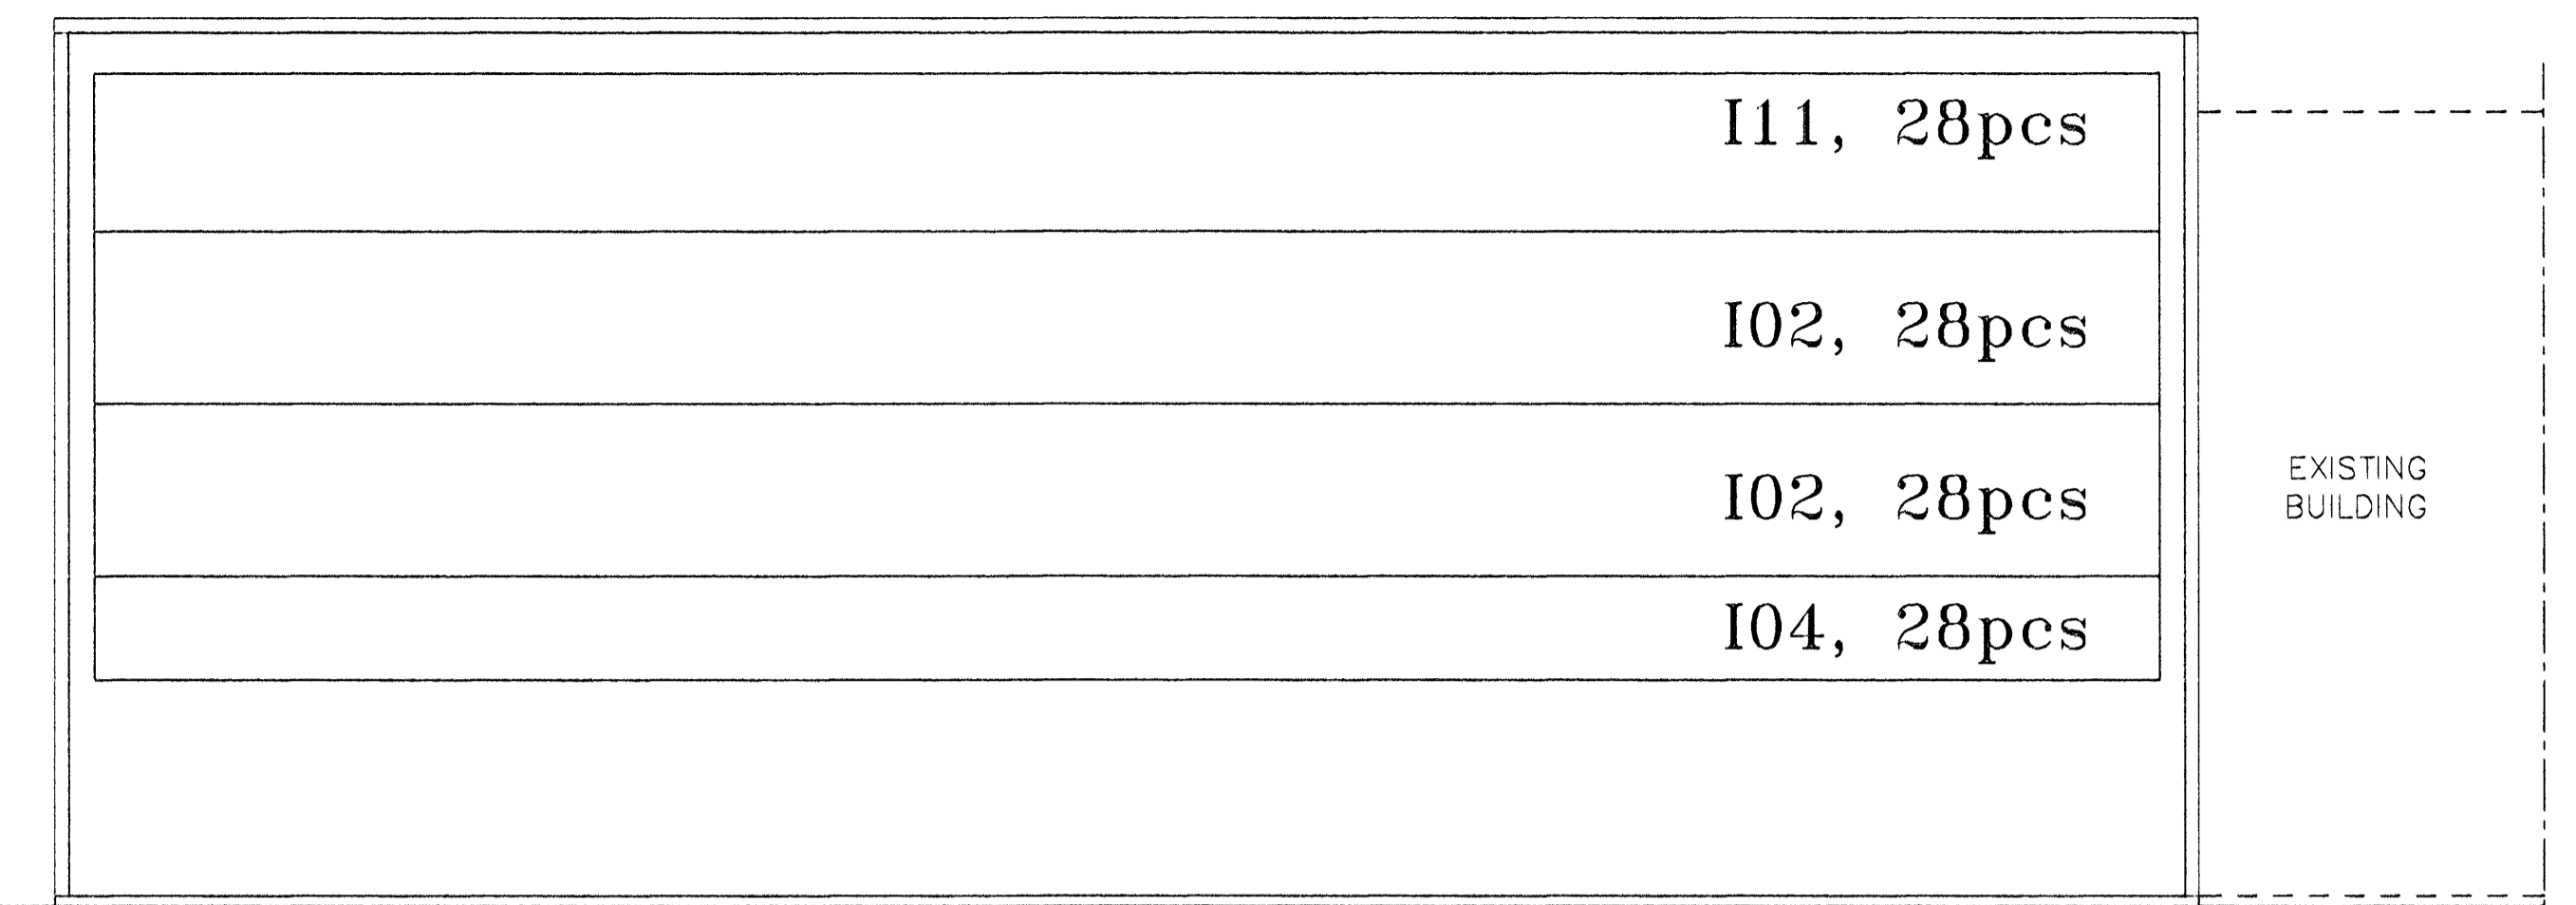 I11, 28pcs
I02, 28pcs
I02, 28pcs
EXISTING
BUILDING
I04, 28pcs